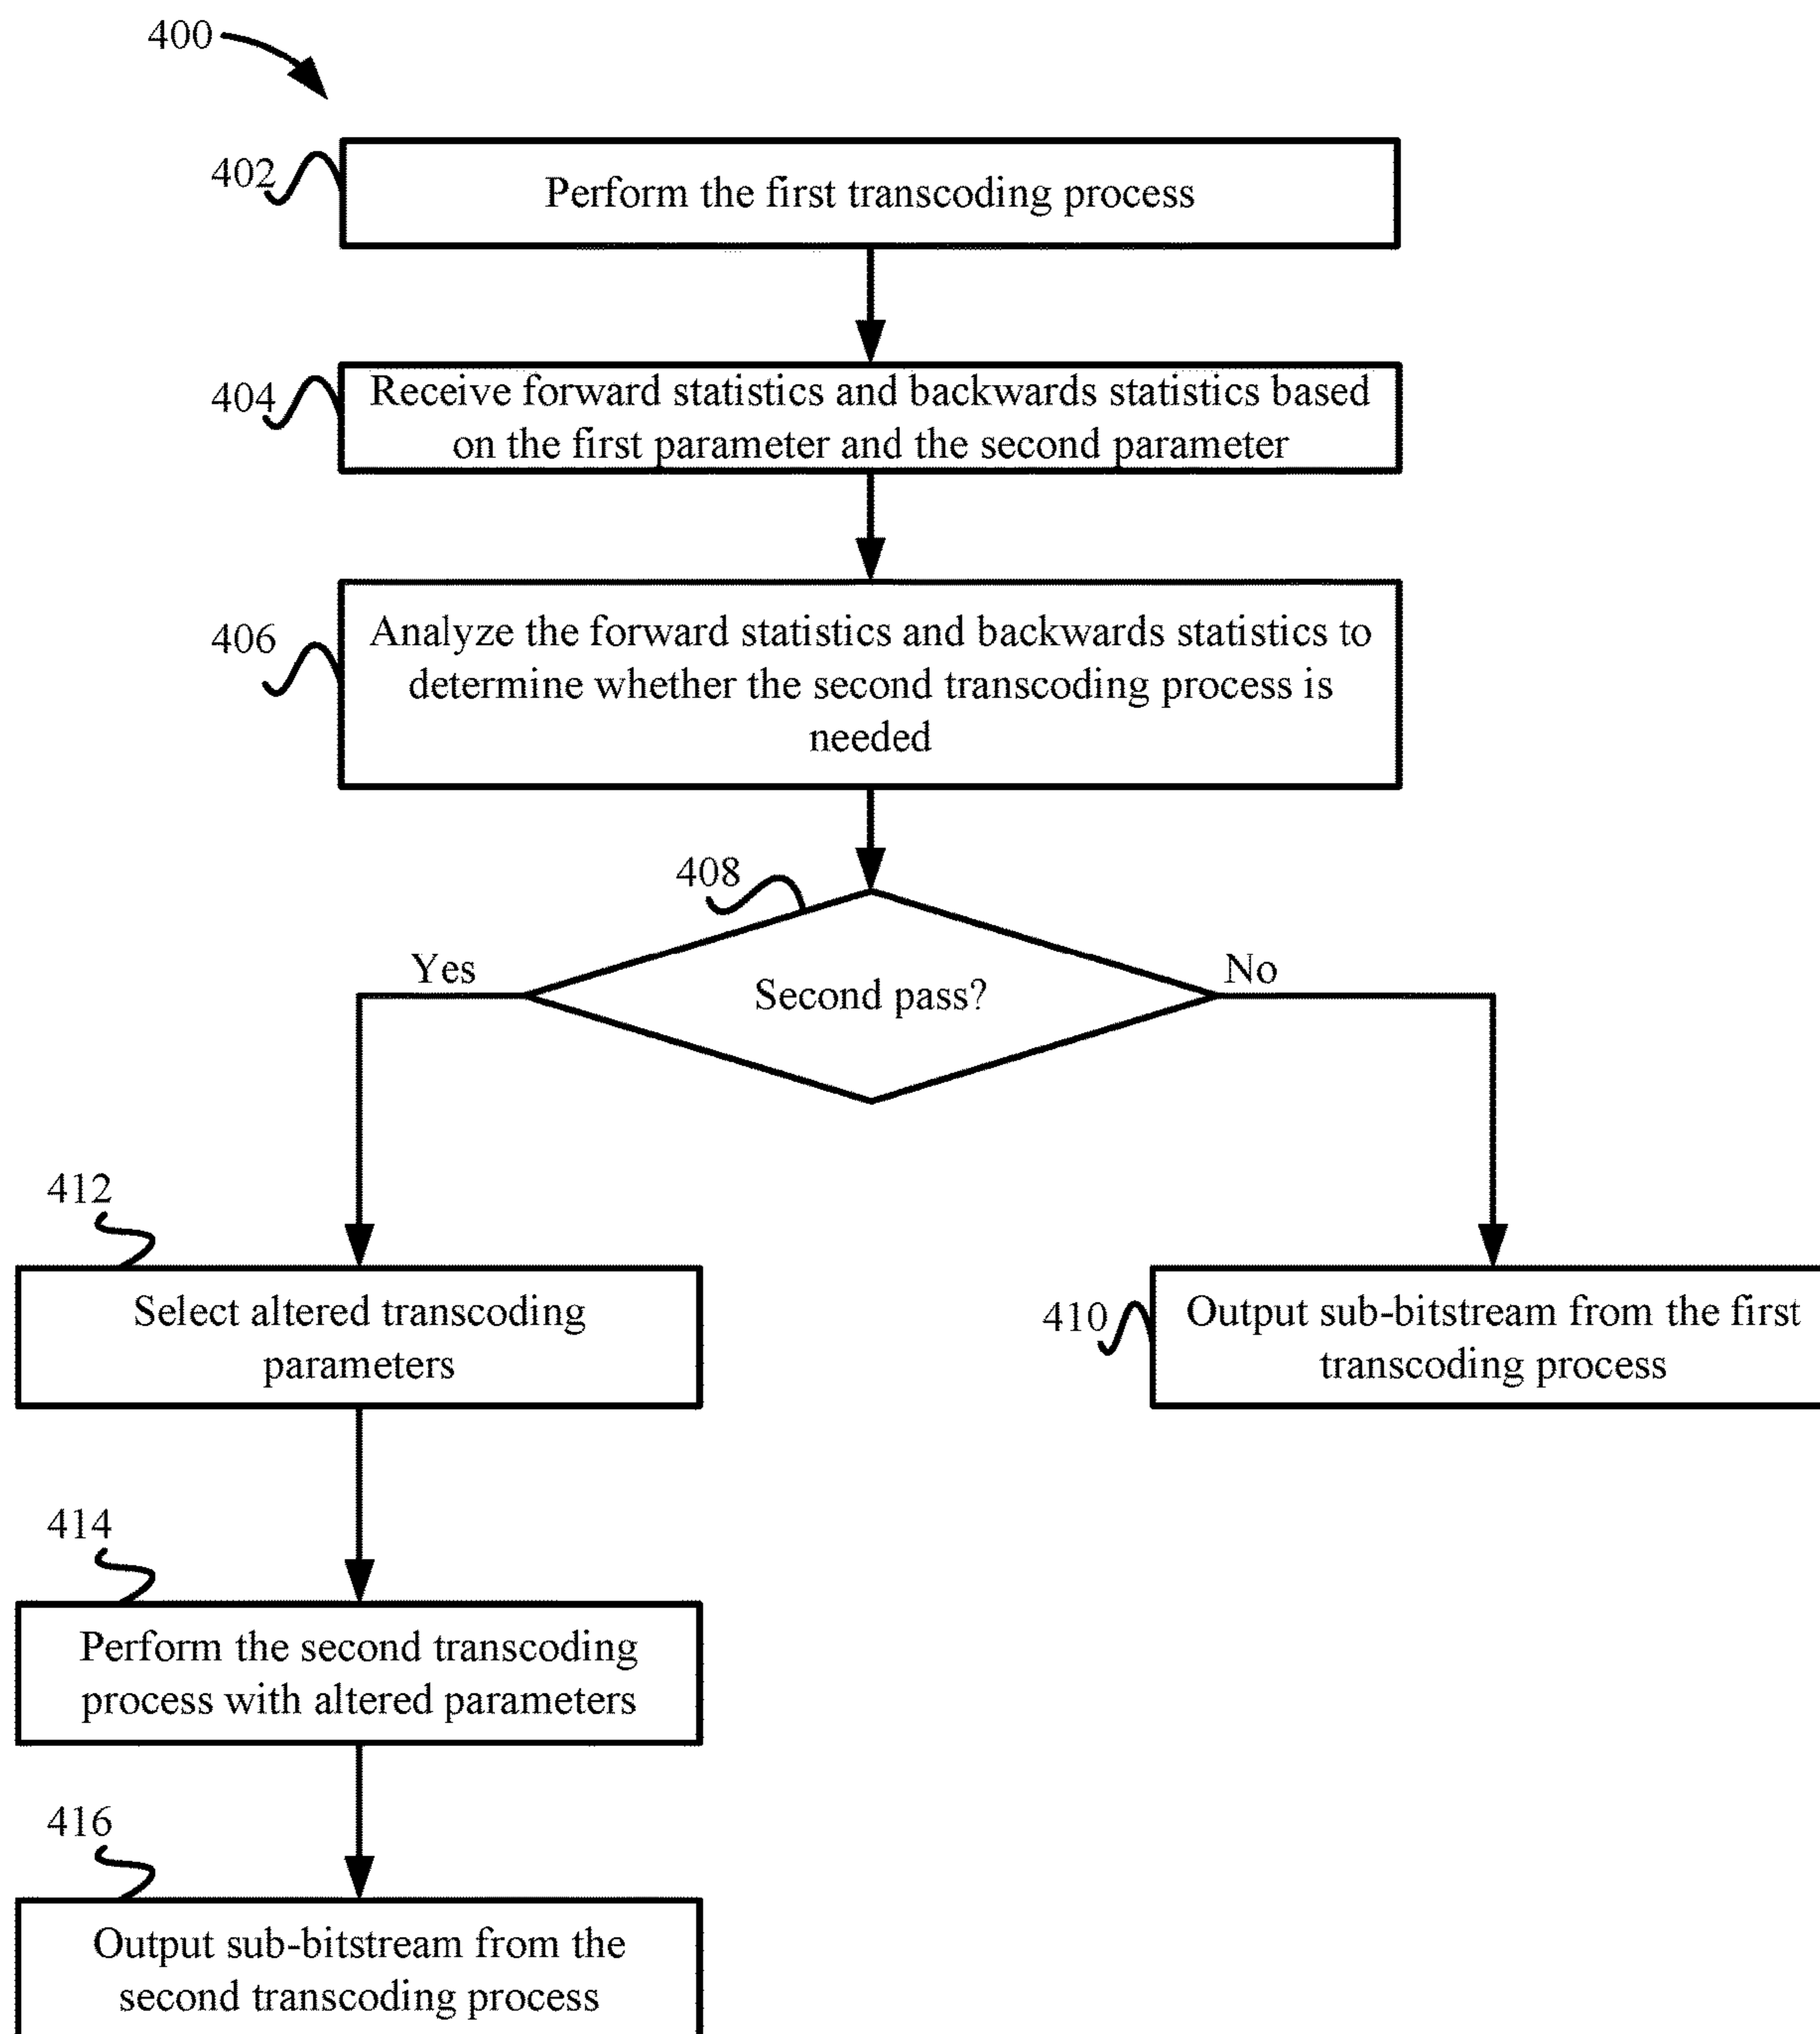 400
402
Perform the first transcoding process
404
Receive forward statistics and backwards statistics based
on the first parameter and the second parameter
406
Analyze the forward statistics and backwards statistics to
determine whether the second transcoding process is
needed
408
Yes
Second pass?
No
412
Select altered transcoding
parameters
410
Output sub-bitstream from the first
transcoding process
414
Perform the second transcoding
process with altered parameters
416
Output sub-bitstream from the
second transcoding process